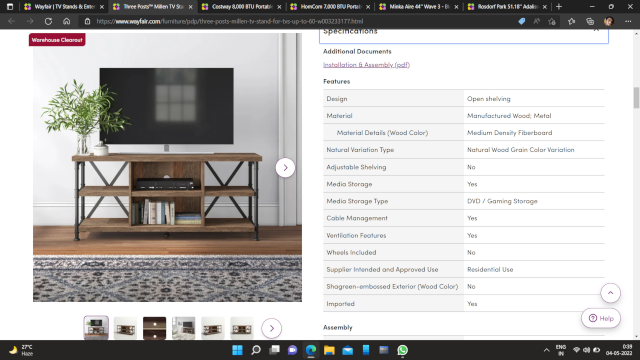 Wayfair | TV Stands & Enter
Three Posts™ Millen TV Stan
Costway 8,000 BTU Portabl
HomCom 7,000 BTU Portab
Minka Aire 44" Wave 3 - Bl
Rosdorf Park 51.18" Adalise
https://www.wayfair.com/furniture/pdp/three-posts-millen-tv-stand-for-tvs-up-to-60-w003233177.html
Warehouse Clearout
Specifications
Additional Documents
Installation & Assembly (pdf)
Features
Design Open shelving
Material Manufactured Wood; Metal
Material Details (Wood Color) Medium Density Fiberboard
Natural Variation Type Natural Wood Grain Color Variation
Adjustable Shelving No
Media Storage Yes
Media Storage Type DVD / Gaming Storage
Cable Management Yes
Ventilation Features Yes
Wheels Included No
Supplier Intended and Approved Use Residential Use
Shagreen-embossed Exterior (Wood Color) No
Imported Yes
Help
Assembly
27°C
Haze
ENG
IN
0:39
04-05-2022